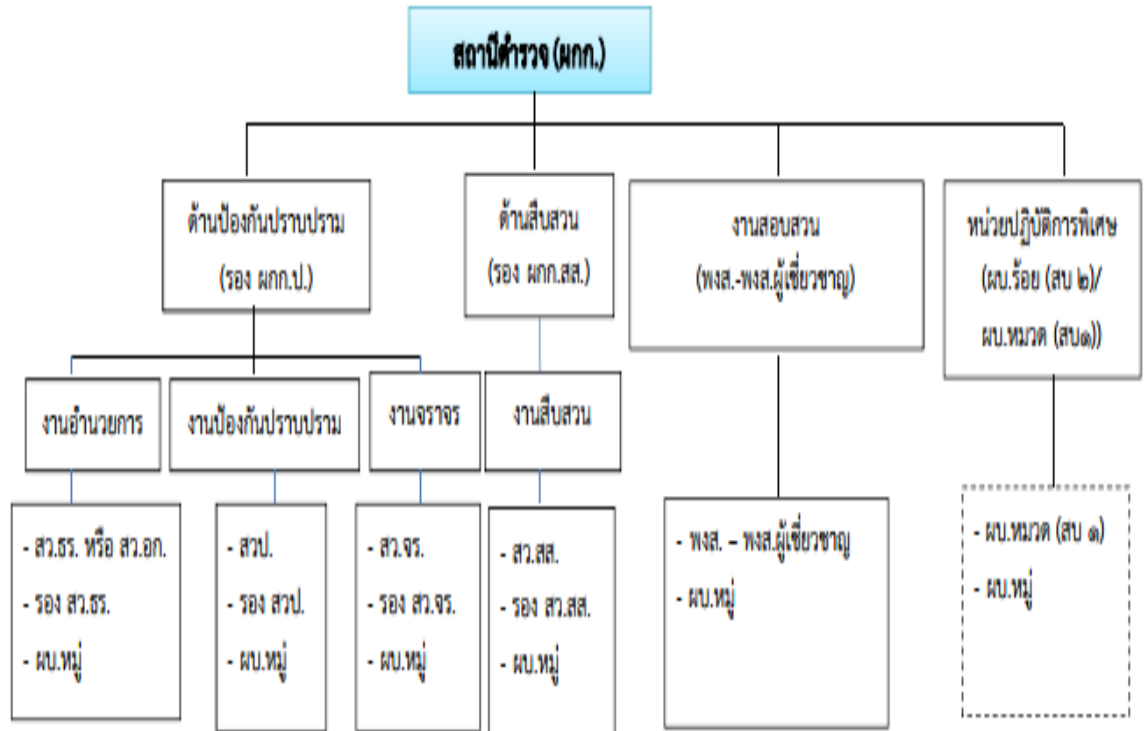 สถานีตำรวจ (ผกก.)
ด้านป้องกันปราบปราม
(รอง ผกก.ป.)
ด้านสืบสวน
(รอง ผกก.สส.)
งานสอบสวน
(พงส.-พงส.ผู้เชี่ยวชาญ)
หน่วยปฏิบัติการพิเศษ
(ผบ.ร้อย (สบ ๒)/
ผบ.หมวด (สบ๑))
งานอำนวยการ
งานป้องกันปราบปราม
งานจราจร
งานสืบสวน
- สว.ธร. หรือ สว.อก.
- รอง สว.ธร.
- ผบ.หมู่
- สวป.
- รอง สวป.
- ผบ.หมู่
- สว.จร.
- รอง สว.จร.
- ผบ.หมู่
- สว.สส.
- รอง สว.สส.
- ผบ.หมู่
- พงส. – พงส.ผู้เชี่ยวชาญ
- ผบ.หมู่
- ผบ.หมวด (สบ ๑)
- ผบ.หมู่